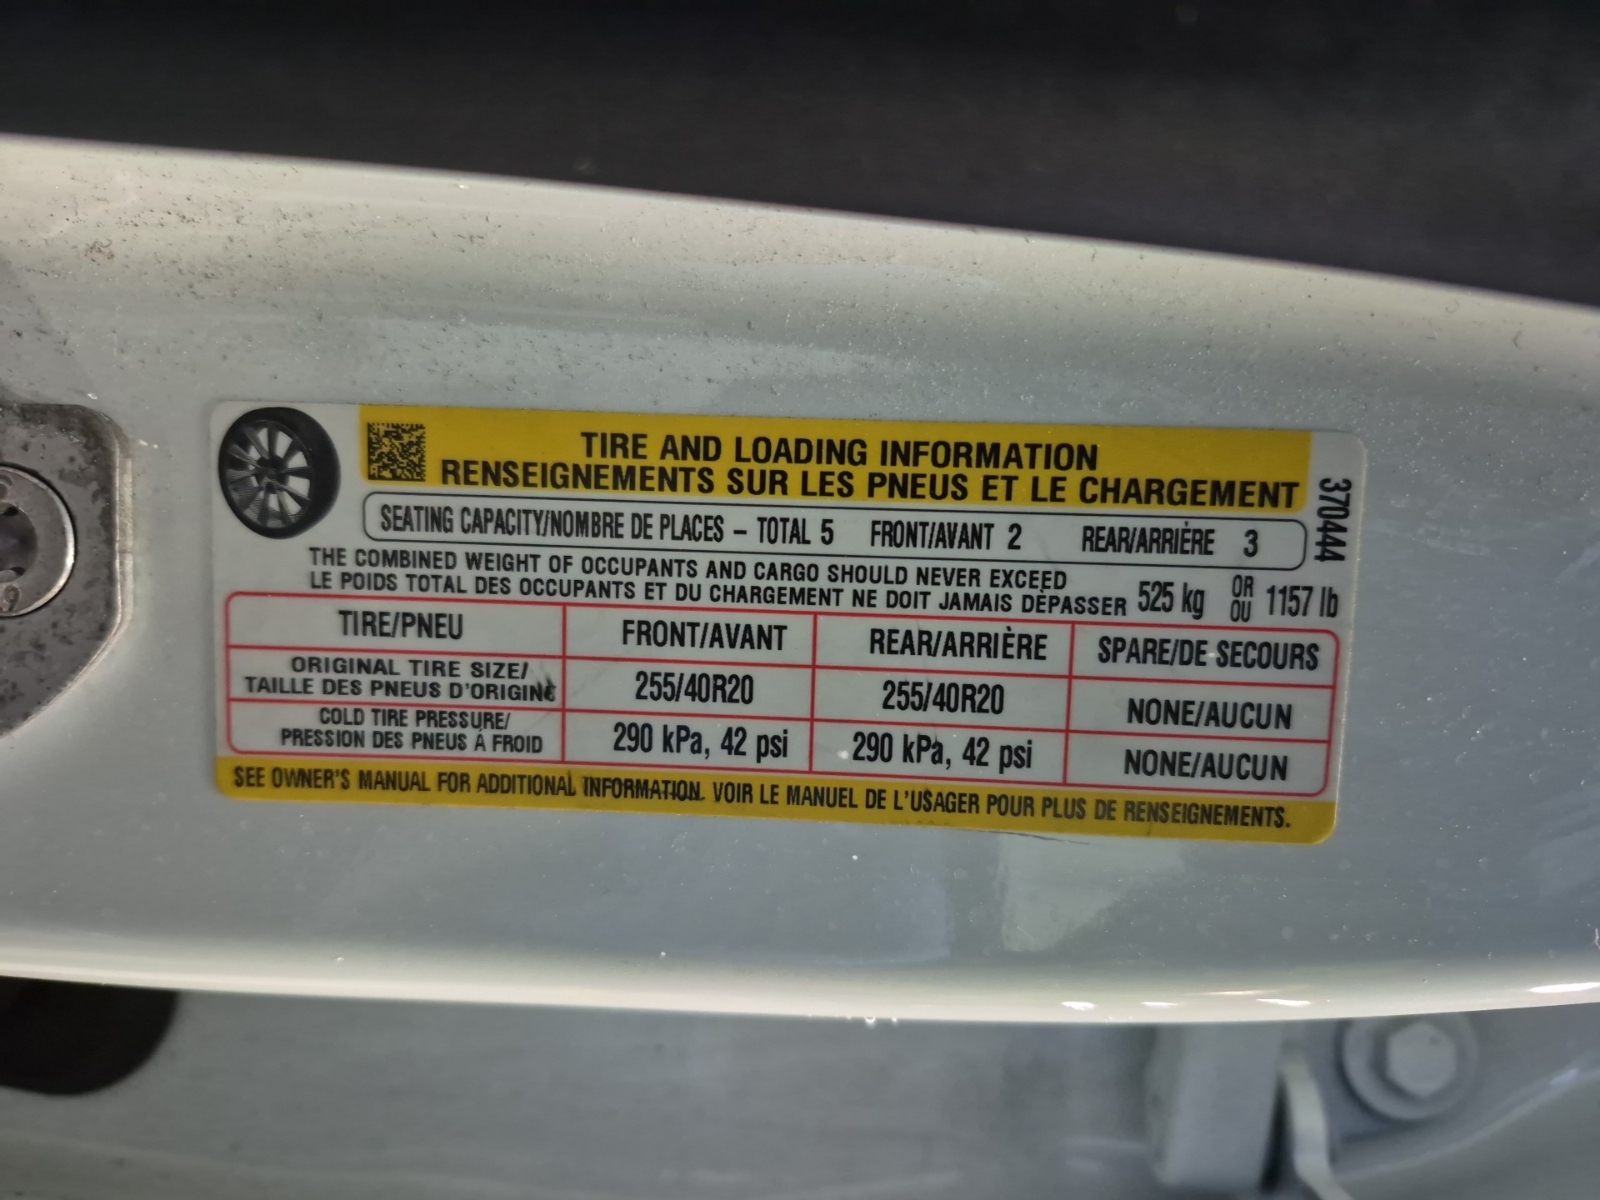 TIRE AND LOADING INFORMATION
RENSEIGNEMENTS SUR LES PNEUS ET LE CHARGEMENT
370444
SEATING CAPACITY/NOMBRE DE PLACES – TOTAL 5 FRONT/AVANT 2 REAR/ARRIÈRE 3
THE COMBINED WEIGHT OF OCCUPANTS AND CARGO SHOULD NEVER EXCEED
LE POIDS TOTAL DES OCCUPANTS ET DU CHARGEMENT NE DOIT JAMAIS DÉPASSER 525 kg OR OU 1157 lb
TIRE/PNEU FRONT/AVANT REAR/ARRIÈRE SPARE/DE SECOURS
ORIGINAL TIRE SIZE/
TAILLE DES PNEUS D'ORIGINE 255/40R20 255/40R20 NONE/AUCUN
COLD TIRE PRESSURE/
PRESSION DES PNEUS À FROID 290 kPa, 42 psi 290 kPa, 42 psi NONE/AUCUN
SEE OWNER'S MANUAL FOR ADDITIONAL INFORMATION. VOIR LE MANUEL DE L'USAGER POUR PLUS DE RENSEIGNEMENTS.